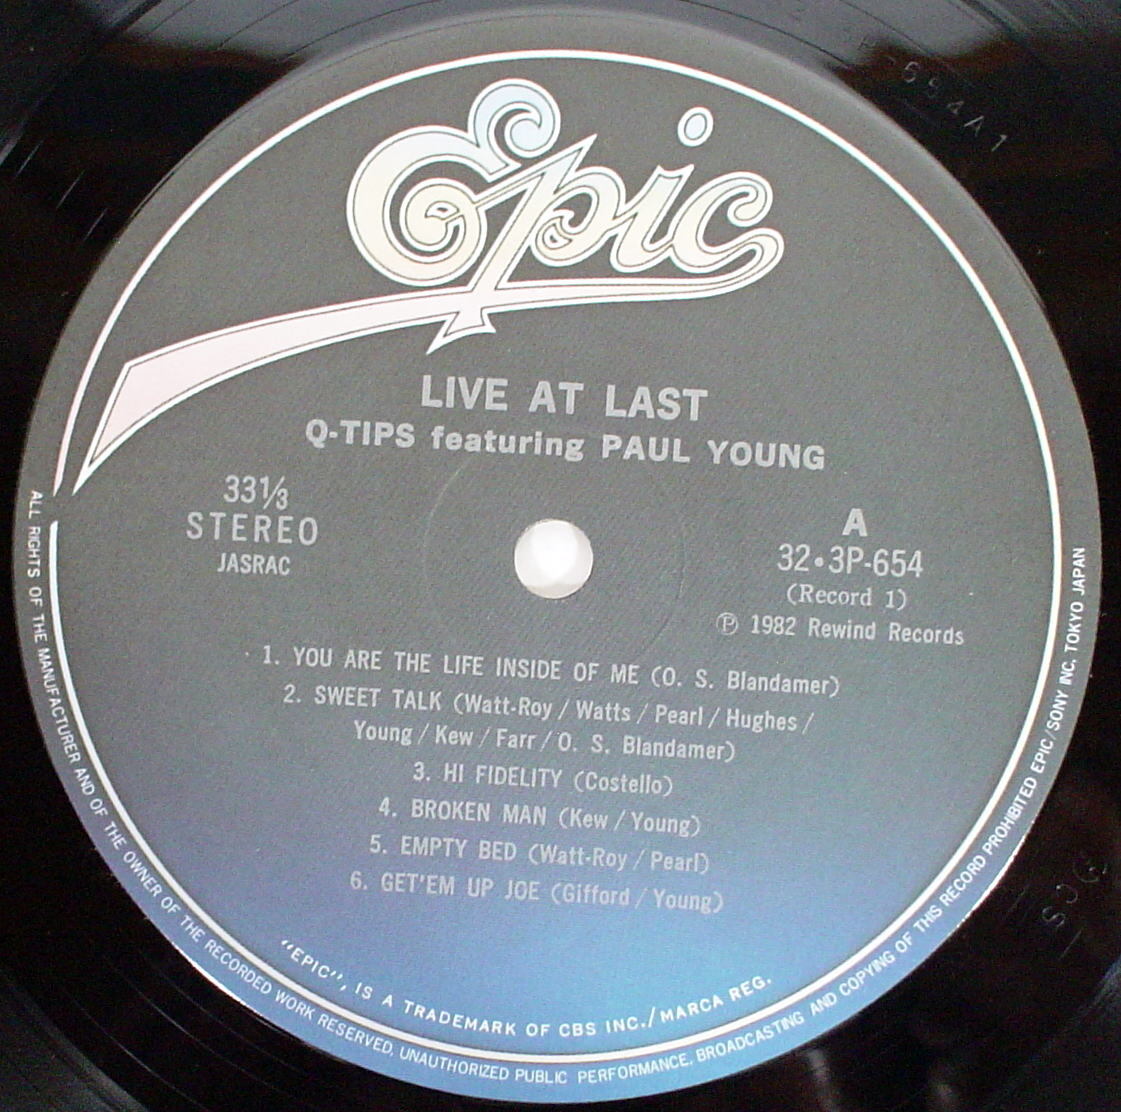 Epic
LIVE AT LAST
Q-TIPS featuring PAUL YOUNG
33⅓
STEREO
JASRAC
A
32•3P-654
(Record 1)
Ⓟ 1982 Rewind Records
1. YOU ARE THE LIFE INSIDE OF ME (O. S. Blandamer)
2. SWEET TALK (Watt-Roy / Watts / Pearl / Hughes /
Young / Kew / Farr / O. S. Blandamer)
3. HI FIDELITY (Costello)
4. BROKEN MAN (Kew / Young)
5. EMPTY BED (Watt-Roy / Pearl)
6. GET'EM UP JOE (Gifford / Young)
"EPIC", IS A TRADEMARK OF CBS INC./MARCA REG.
ALL RIGHTS OF THE MANUFACTURER AND OF THE OWNER OF THE RECORDED WORK RESERVED, UNAUTHORIZED PUBLIC PERFORMANCE, BROADCASTING AND COPYING OF THIS RECORD PROHIBITED EPIC/SONY INC. TOKYO JAPAN